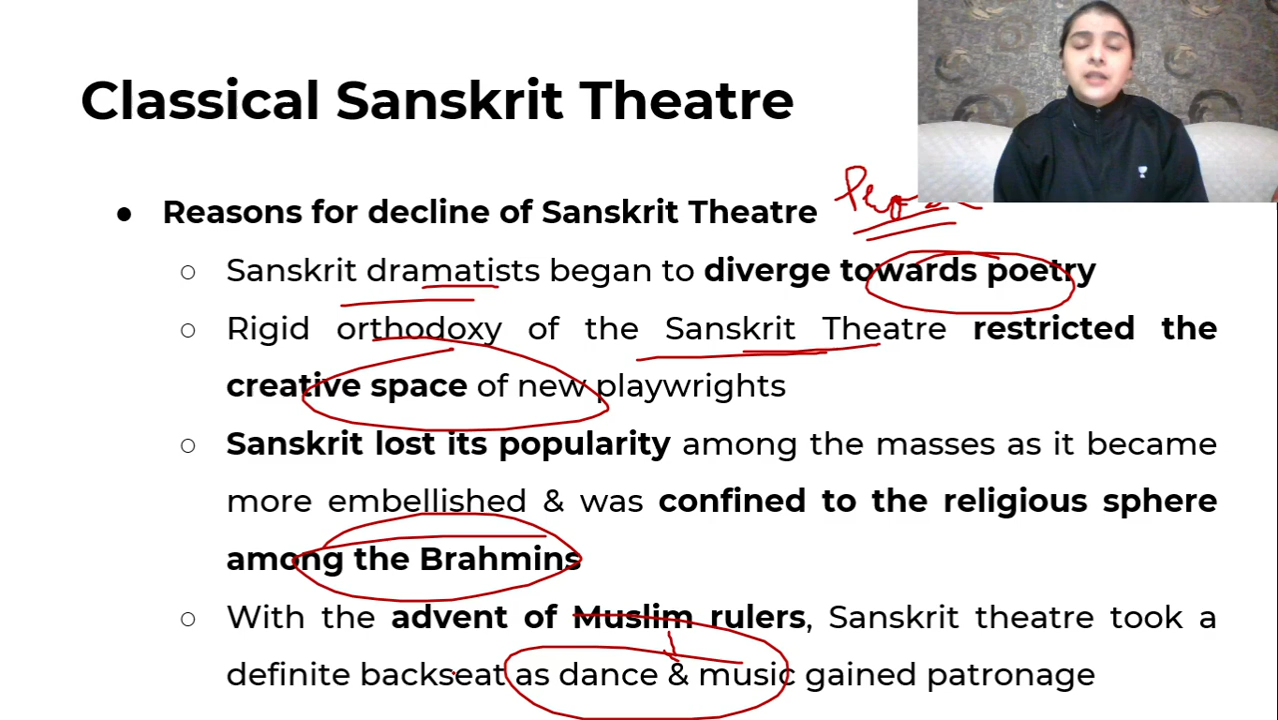 Classical Sanskrit Theatre
● Reasons for decline of Sanskrit Theatre
○ Sanskrit dramatists began to diverge towards poetry
○ Rigid orthodoxy of the Sanskrit Theatre restricted the
creative space of new playwrights
○ Sanskrit lost its popularity among the masses as it became
more embellished & was confined to the religious sphere
among the Brahmins
○ With the advent of Muslim rulers, Sanskrit theatre took a
definite backseat as dance & music gained patronage